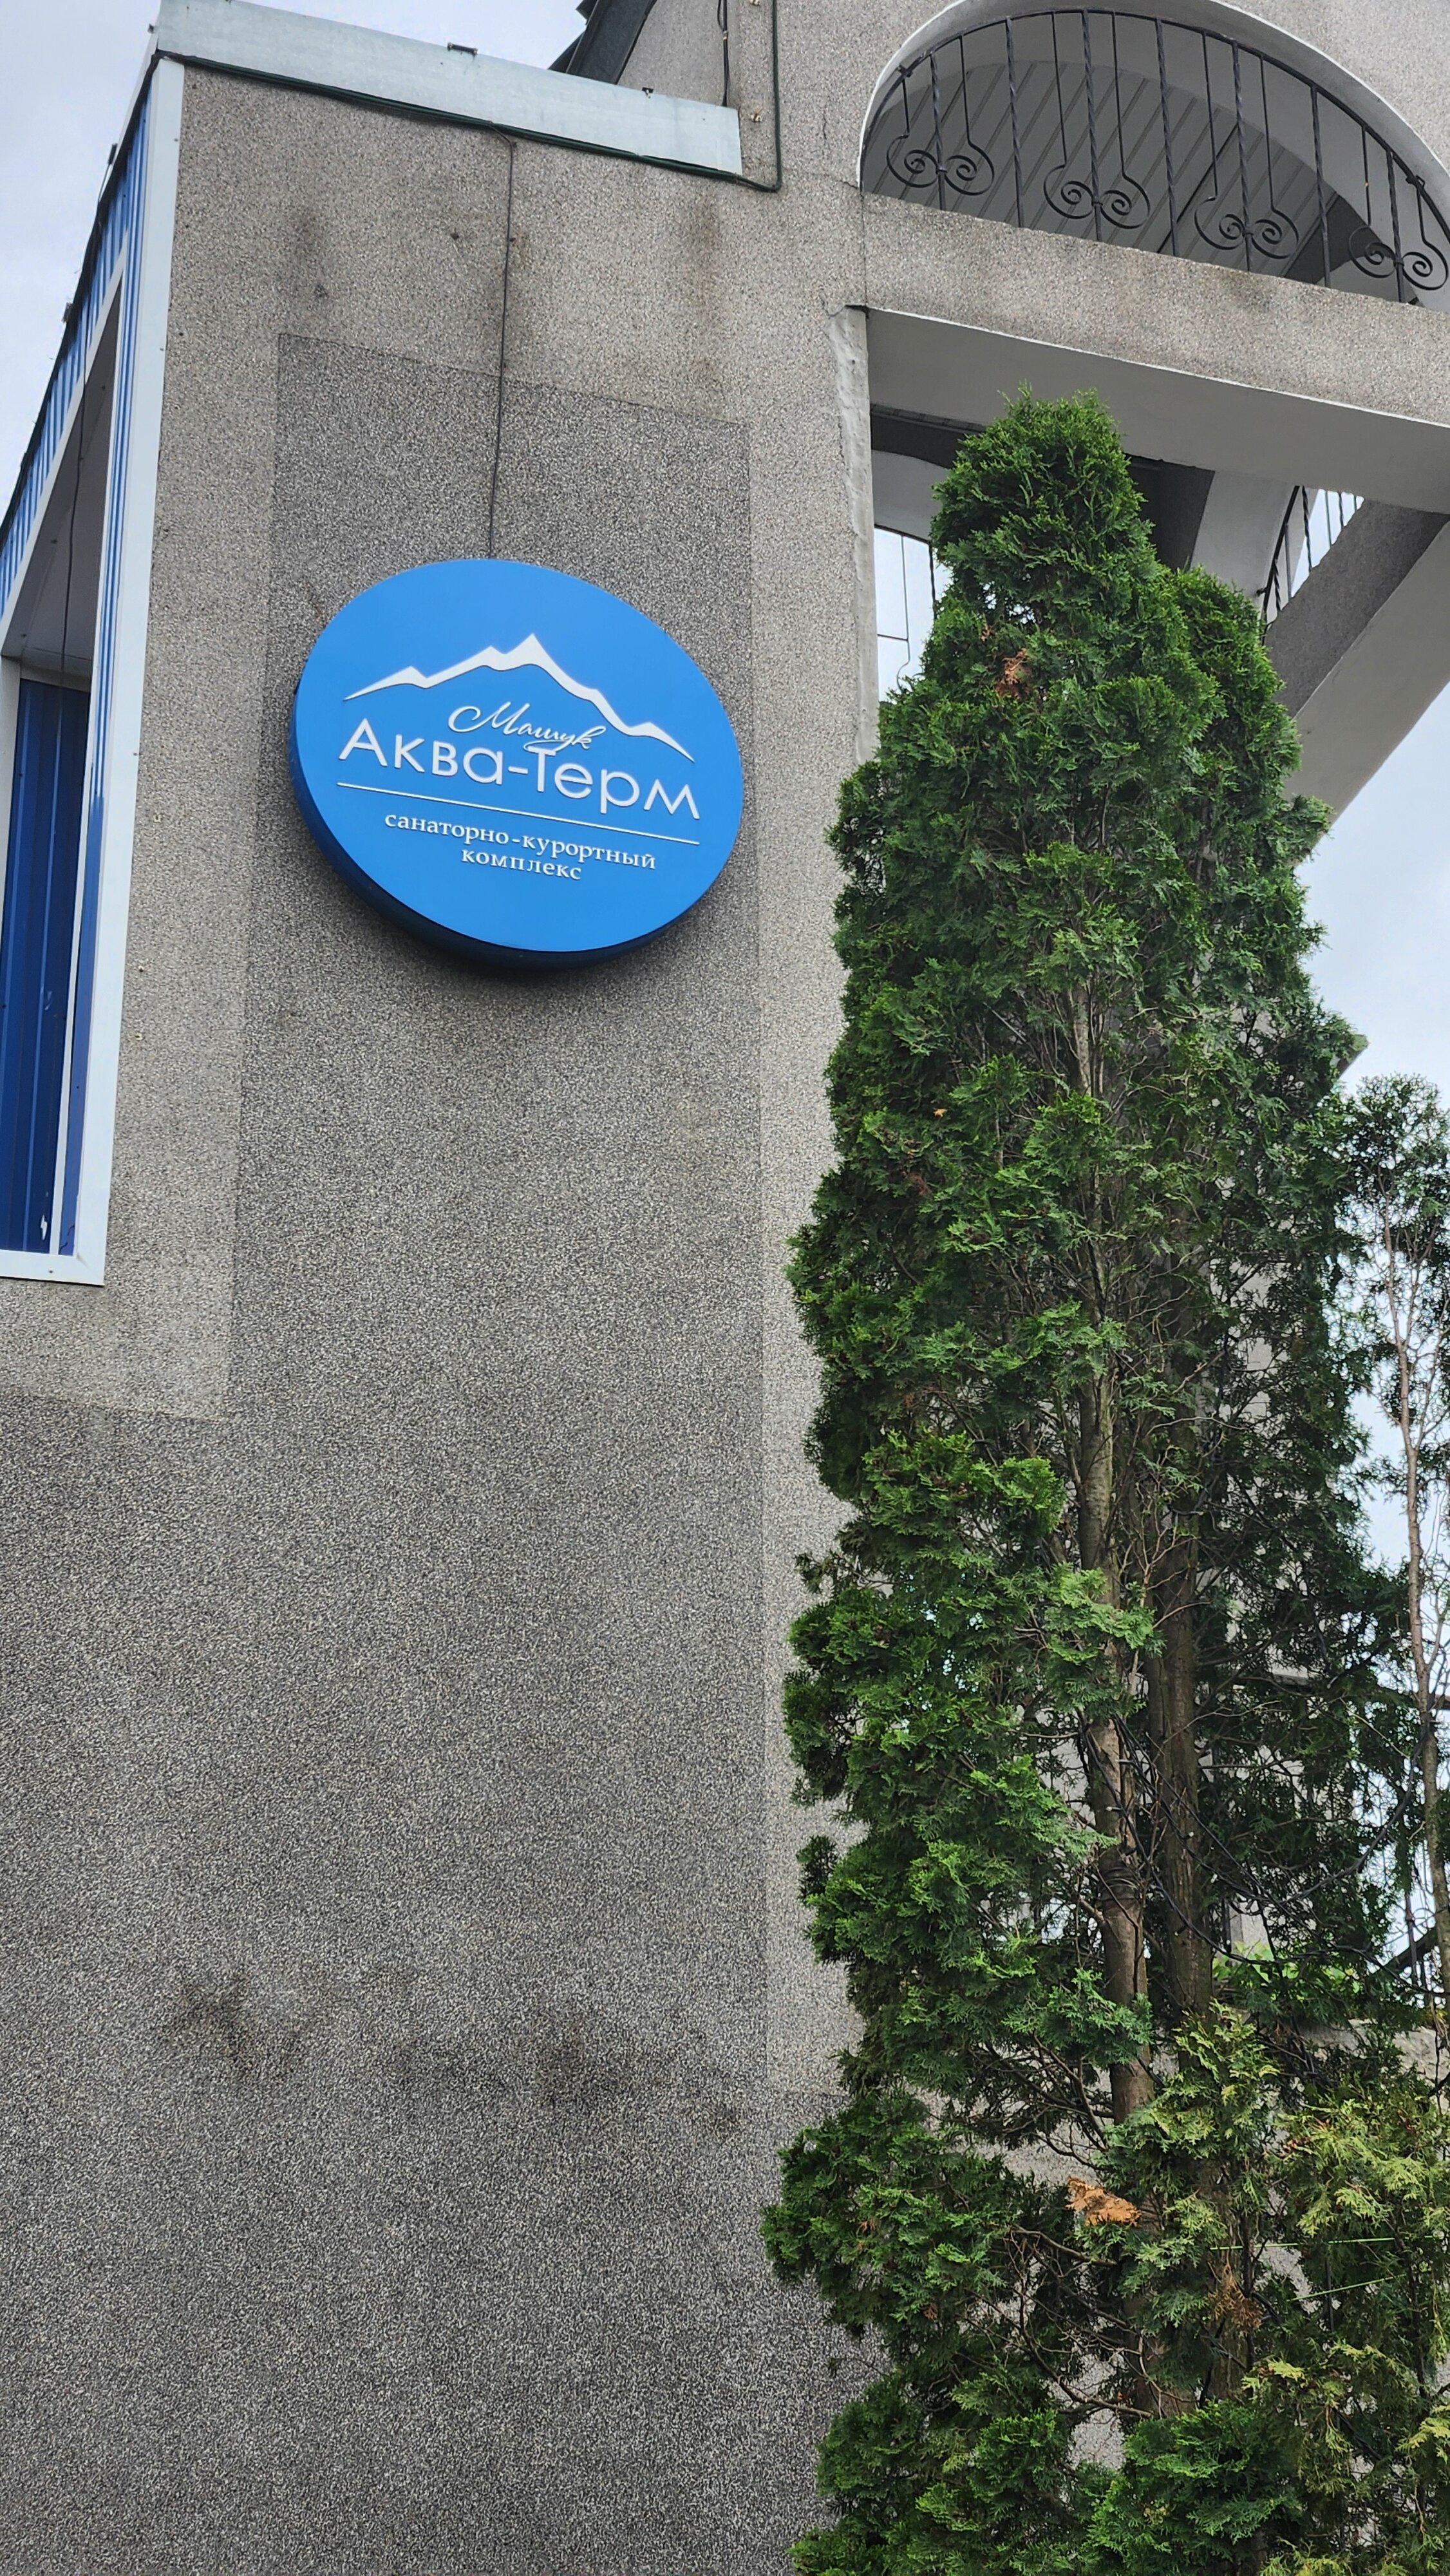 Машук
Аква-Терм
санаторно-курортный
комплекс